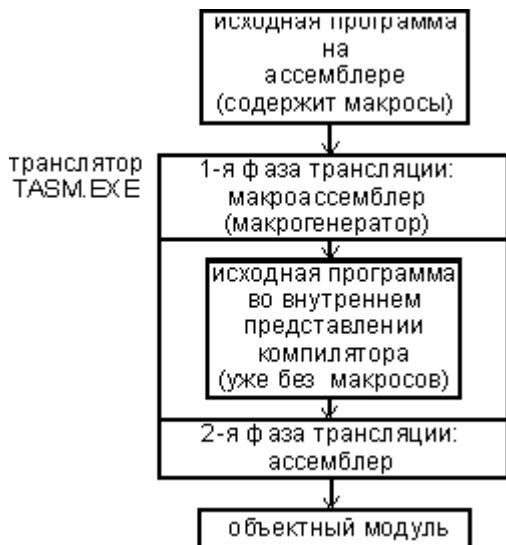 исходная программа
на
ассемблере
(содержит макросы)
транслятор
TASM.EXE
1-я фаза трансляции:
макроассемблер
(макрогенератор)
исходная программа
во внутреннем
представлении
компилятора
(уже без макросов)
2-я фаза трансляции:
ассемблер
объектный модуль